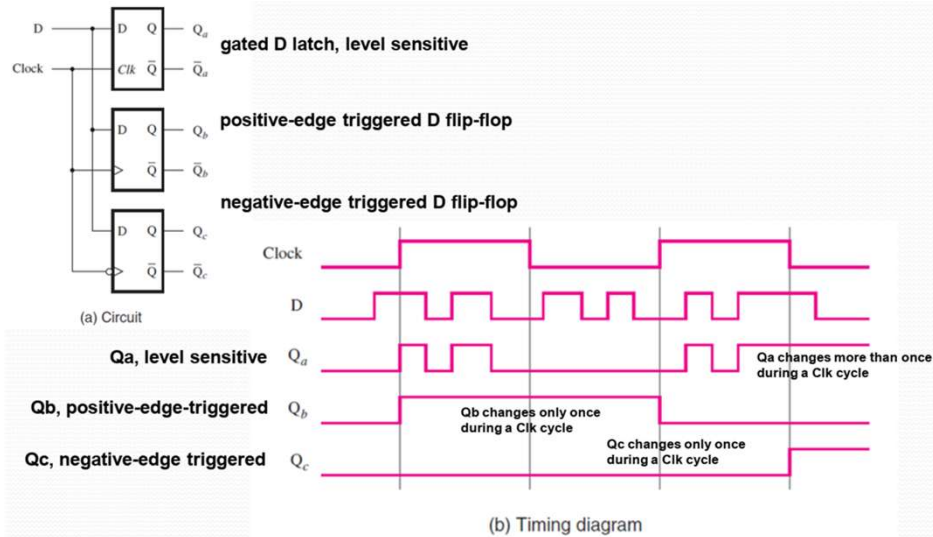 D
Clock
D Q
Clk Q̅
D Q
Q̅
D Q
Q̅
Qa
Q̅a
Qb
Q̅b
Qc
Q̅c
gated D latch, level sensitive
positive-edge triggered D flip-flop
negative-edge triggered D flip-flop
(a) Circuit
Clock
D
Qa, level sensitive
Qa
Qa changes more than once
during a Clk cycle
Qb, positive-edge-triggered
Qb
Qb changes only once
during a Clk cycle
Qc, negative-edge triggered
Qc
Qc changes only once
during a Clk cycle
(b) Timing diagram